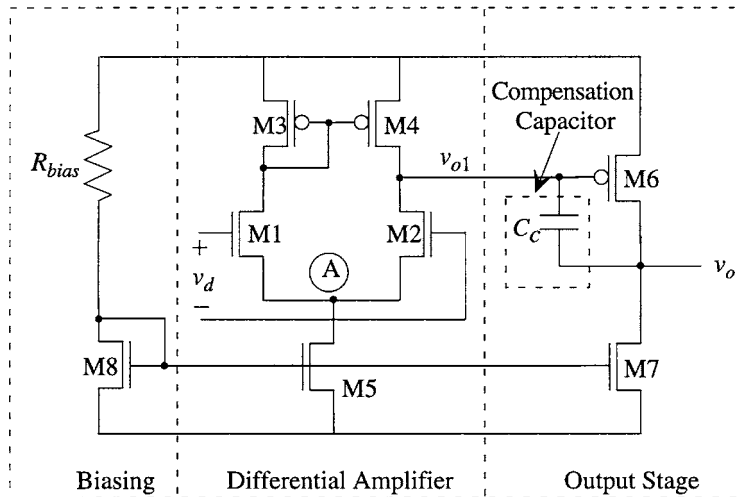 Compensation
Capacitor
M3
M4
R_bias
v_o1
M6
M1
M2
C_C
+
v_d
−
A
v_o
M8
M5
M7
Biasing
Differential Amplifier
Output Stage